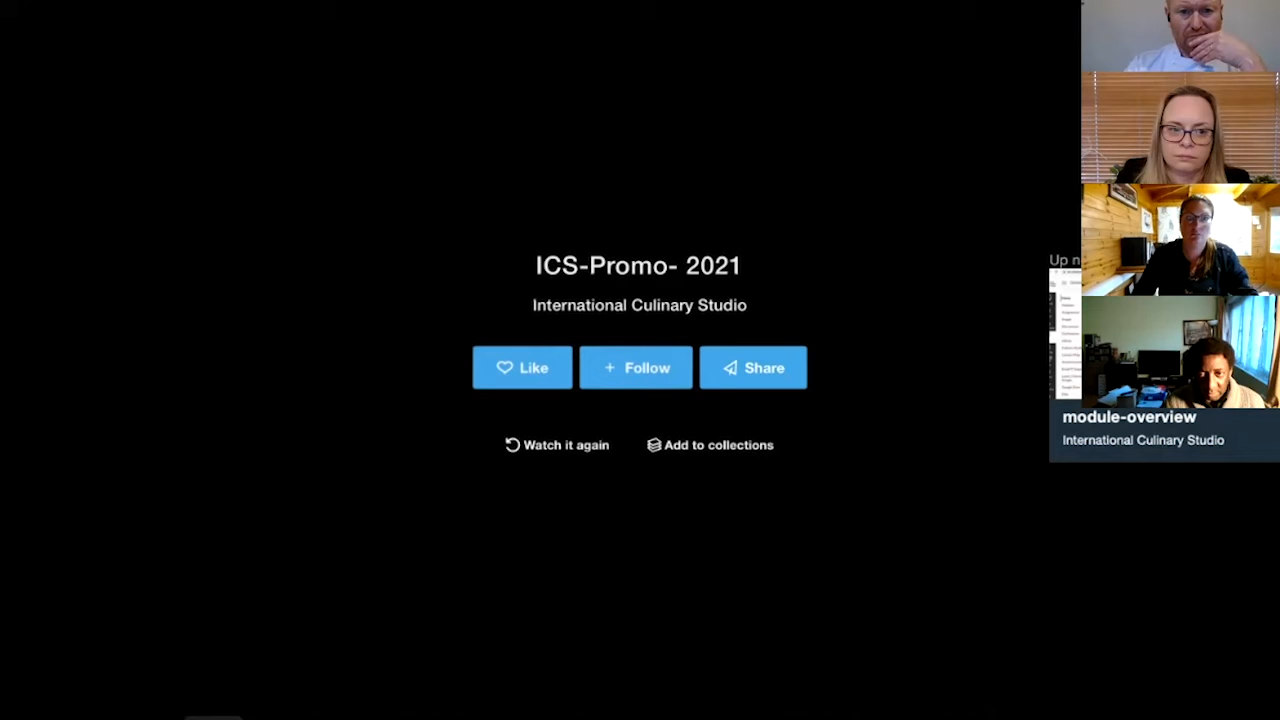 ICS-Promo- 2021
International Culinary Studio
Like
Follow
Share
Watch it again
Add to collections
Up n
module-overview
International Culinary Studio